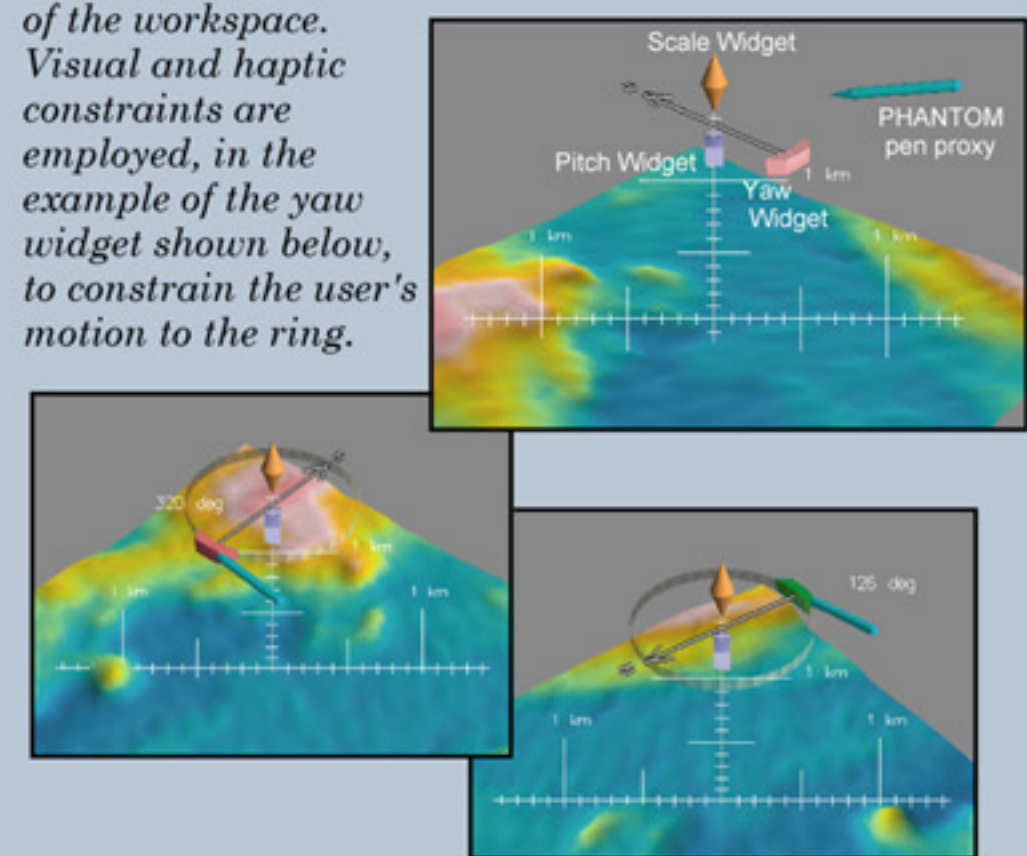 of the workspace.
Visual and haptic
constraints are
employed, in the
example of the yaw
widget shown below,
to constrain the user's
motion to the ring.
Scale Widget
PHANTOM
pen proxy
Pitch Widget
1 km
Yaw
Widget
1 km
1 km
320 deg
1 km
1 km
1 km
125 deg
1 km
1 km
1 km